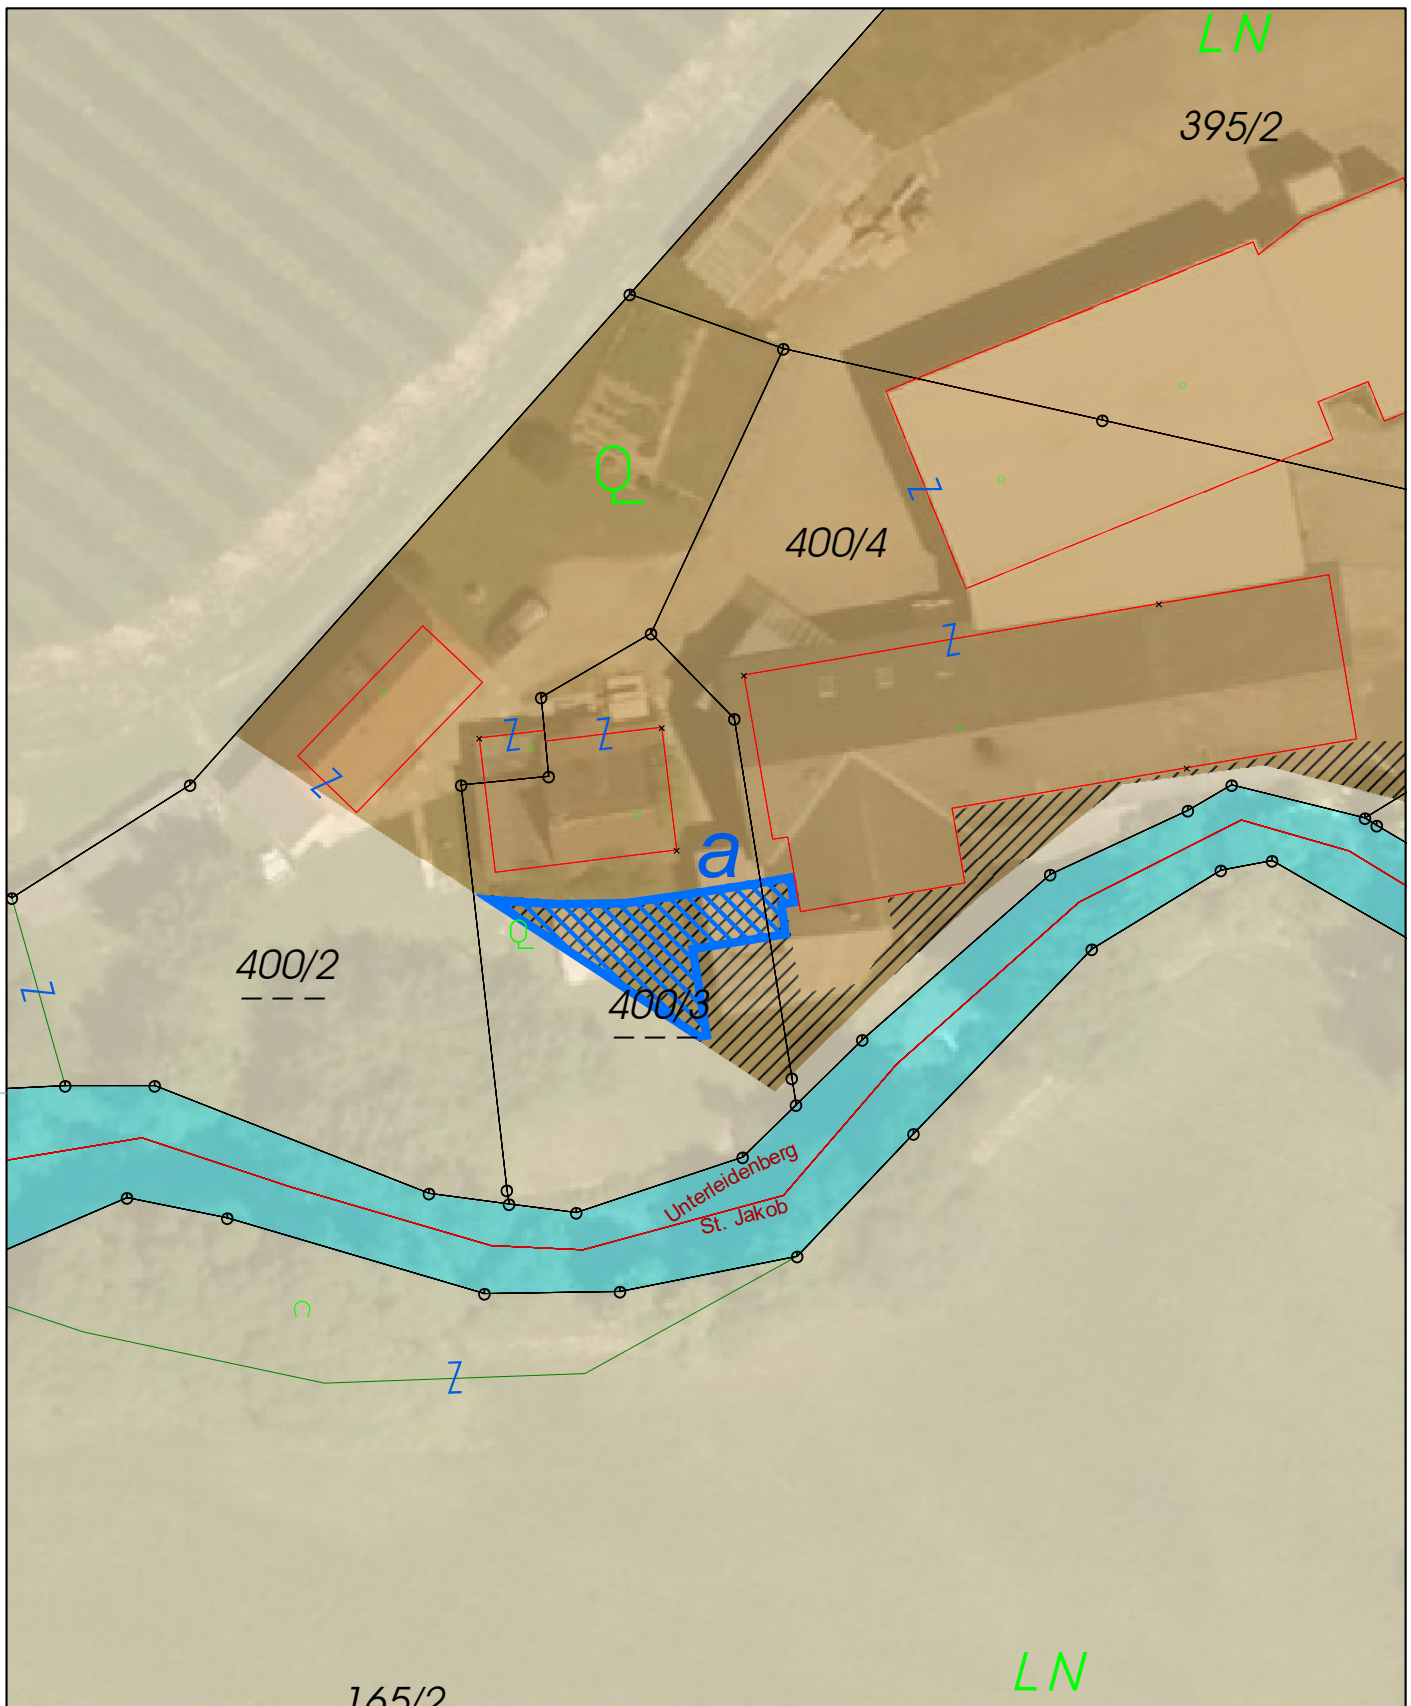 LN
395/2
Q
400/4
Z
Z
Z
Z
Z
a
Q
400/2
400/3
Z
Unterleidenberg
St. Jakob
Z
LN
165/2